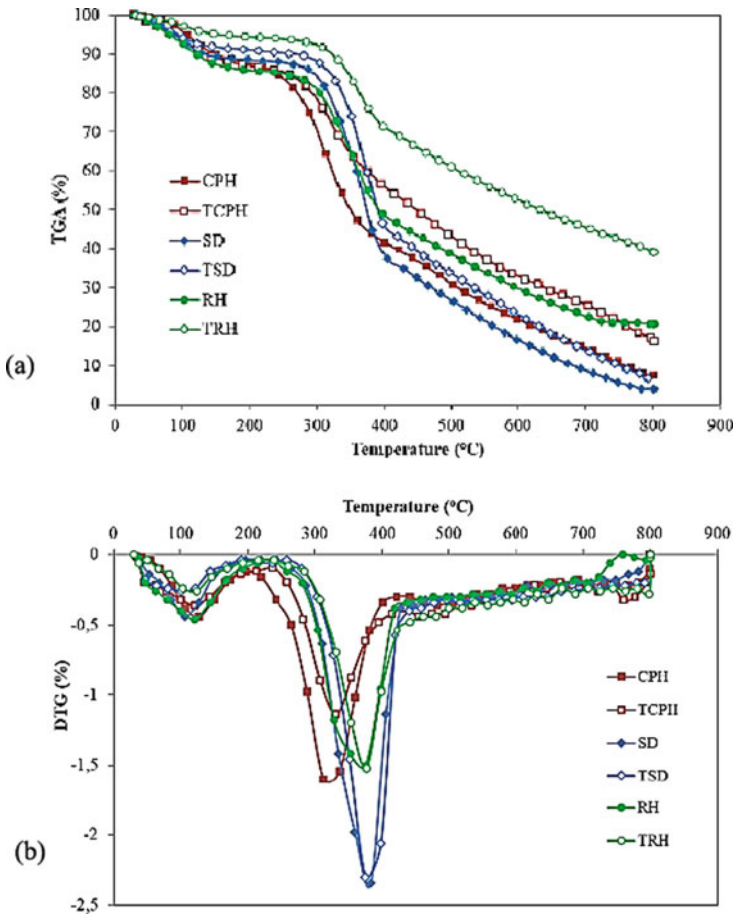 100
90
80
70
60
50
40
30
20
10
0
TGA (%)
CPH
TCPH
SD
TSD
RH
TRH
0 100 200 300 400 500 600 700 800 900
Temperature (°C)
(a)
Temperature (°C)
0 100 200 300 400 500 600 700 800 900
0
-0,5
-1
-1,5
-2
-2,5
DTG (%)
CPH
TCPH
SD
TSD
RH
TRH
(b)